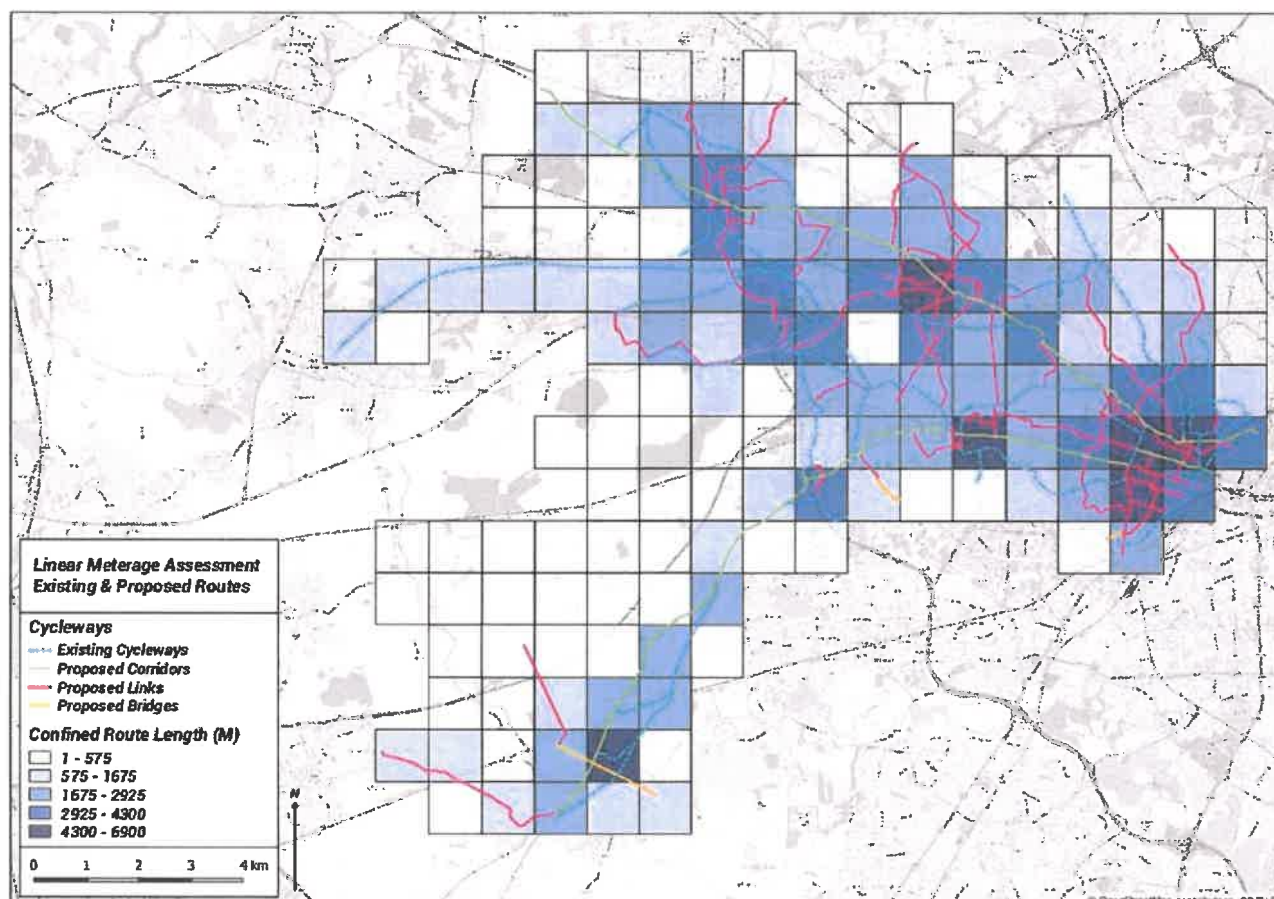 Linear Meterage Assessment
Existing & Proposed Routes
Cycleways
Existing Cycleways
Proposed Corridors
Proposed Links
Proposed Bridges
Confined Route Length (M)
1 - 575
575 - 1675
1675 - 2925
2925 - 4300
4300 - 6900
N
0 1 2 3 4 km